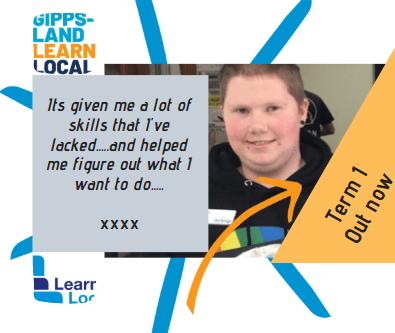 GIPPS-
LAND
LEARN
LOCAL
Its given me a lot of
skills that I've
lacked.....and helped
me figure out what I
want to do.....
xxxx
Term 1
Out now
Learn